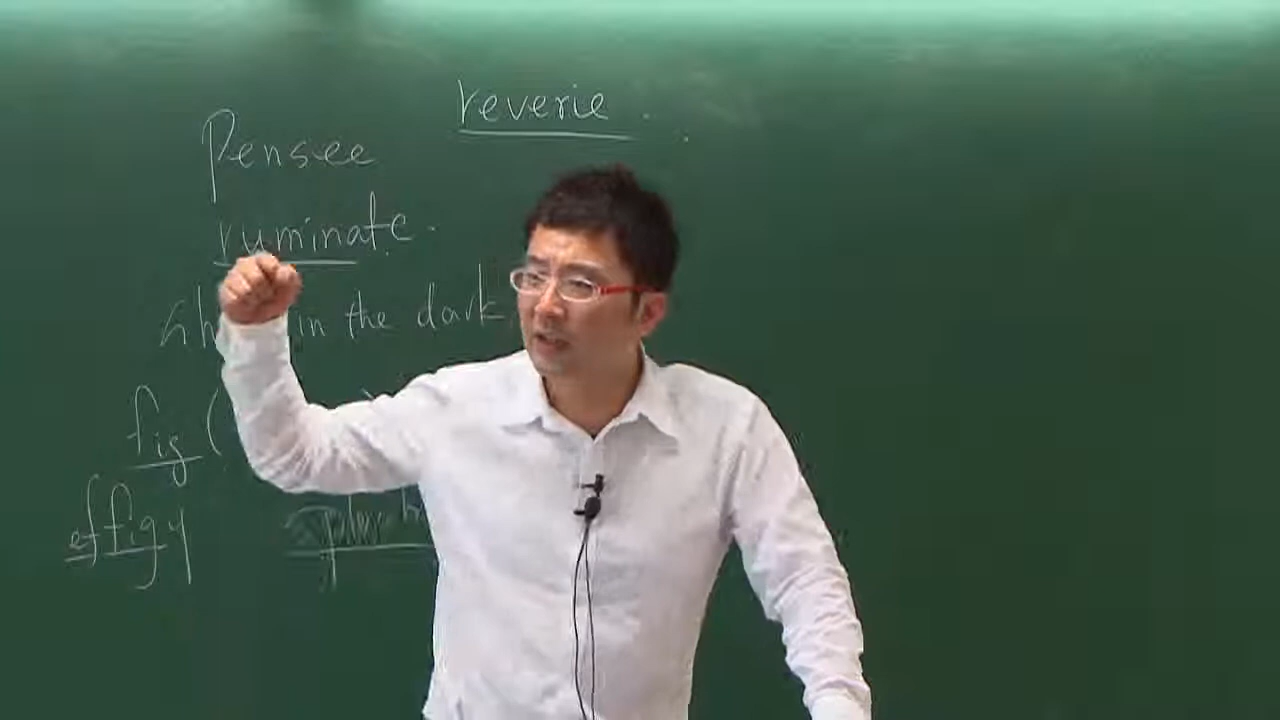 reverie.
Pensee
ruminate.
in the dark
fig (
effigy